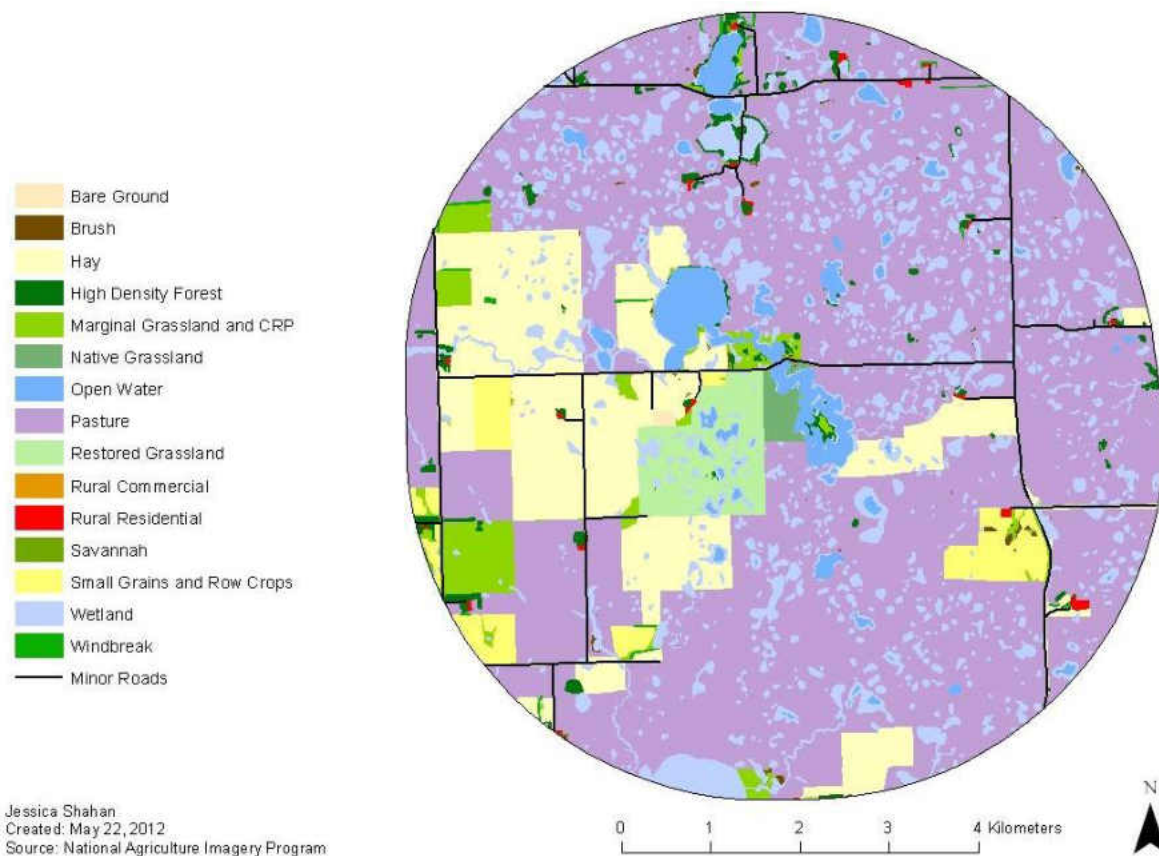 Bare Ground
Brush
Hay
High Density Forest
Marginal Grassland and CRP
Native Grassland
Open Water
Pasture
Restored Grassland
Rural Commercial
Rural Residential
Savannah
Small Grains and Row Crops
Wetland
Windbreak
Minor Roads
Jessica Shahan
Created: May 22,2012
Source: National Agriculture Imagery Program
0 1 2 3 4 Kilometers
N